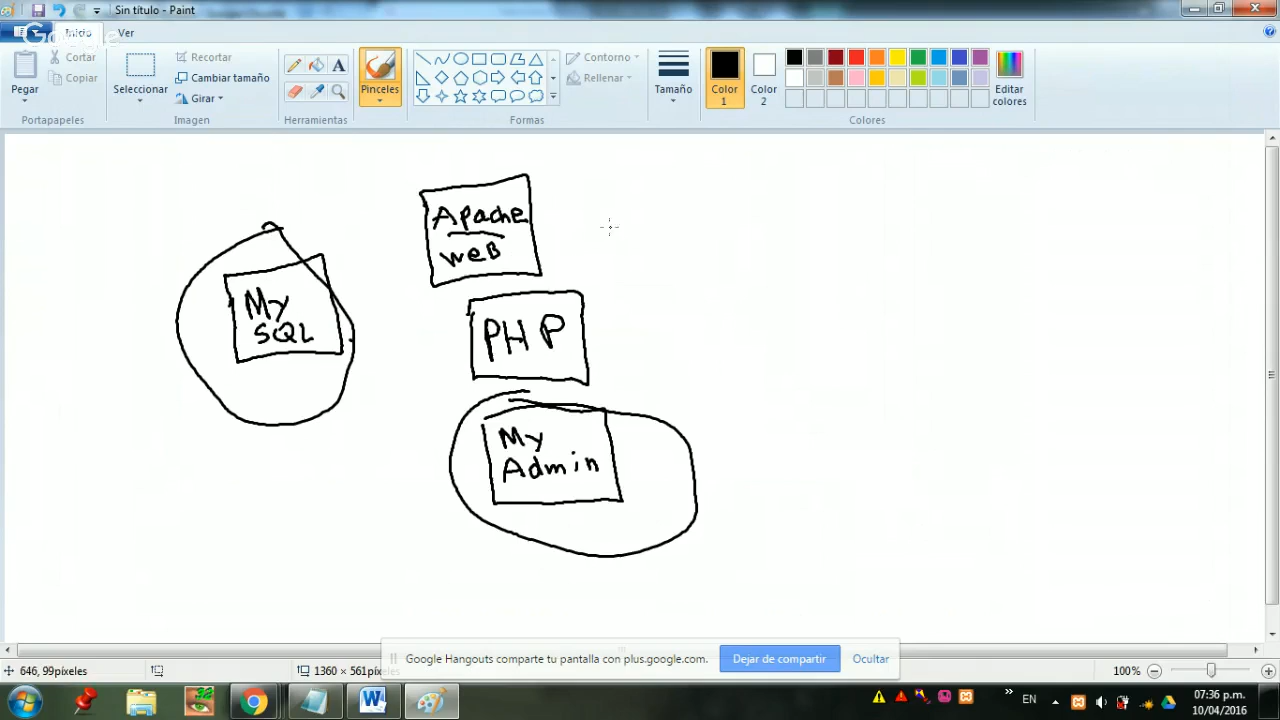 Sin título - Paint
Google
Inicio
Ver
Pegar
Cortar
Copiar
Portapapeles
Seleccionar
Recortar
Cambiar tamaño
Girar
Imagen
Herramientas
Pinceles
Contorno
Rellenar
Formas
Tamaño
Color
1
Color
2
Editar
colores
Colores
Apache
web
My
SQL
PHP
My
Admin
Google Hangouts comparte tu pantalla con plus.google.com.
Dejar de compartir
Ocultar
646, 99píxeles
1360 × 561píxeles
100%
EN
07:36 p.m.
10/04/2016